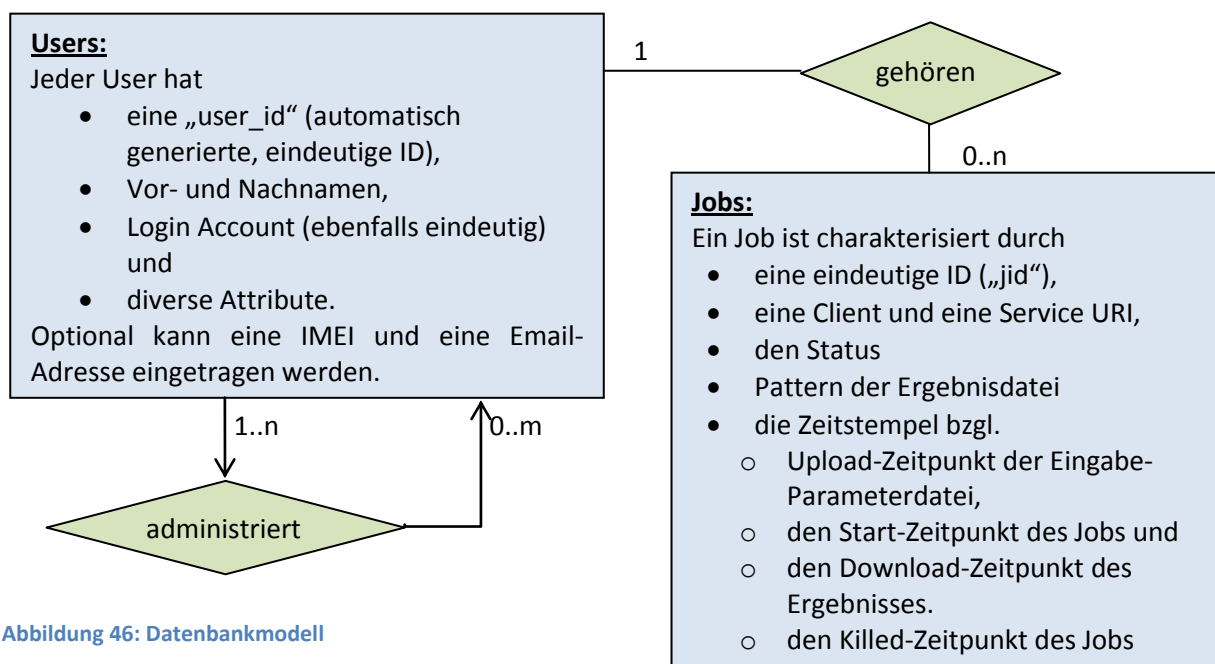 Users:
Jeder User hat
• eine „user_id“ (automatisch
generierte, eindeutige ID),
• Vor- und Nachnamen,
• Login Account (ebenfalls eindeutig)
und
• diverse Attribute.
Optional kann eine IMEI und eine Email-
Adresse eingetragen werden.
1
gehören
0..n
Jobs:
Ein Job ist charakterisiert durch
• eine eindeutige ID („jid“),
• eine Client und eine Service URI,
• den Status
• Pattern der Ergebnisdatei
• die Zeitstempel bzgl.
o Upload-Zeitpunkt der Eingabe-
Parameterdatei,
o den Start-Zeitpunkt des Jobs und
o den Download-Zeitpunkt des
Ergebnisses.
o den Killed-Zeitpunkt des Jobs
1..n
0..m
administriert
Abbildung 46: Datenbankmodell